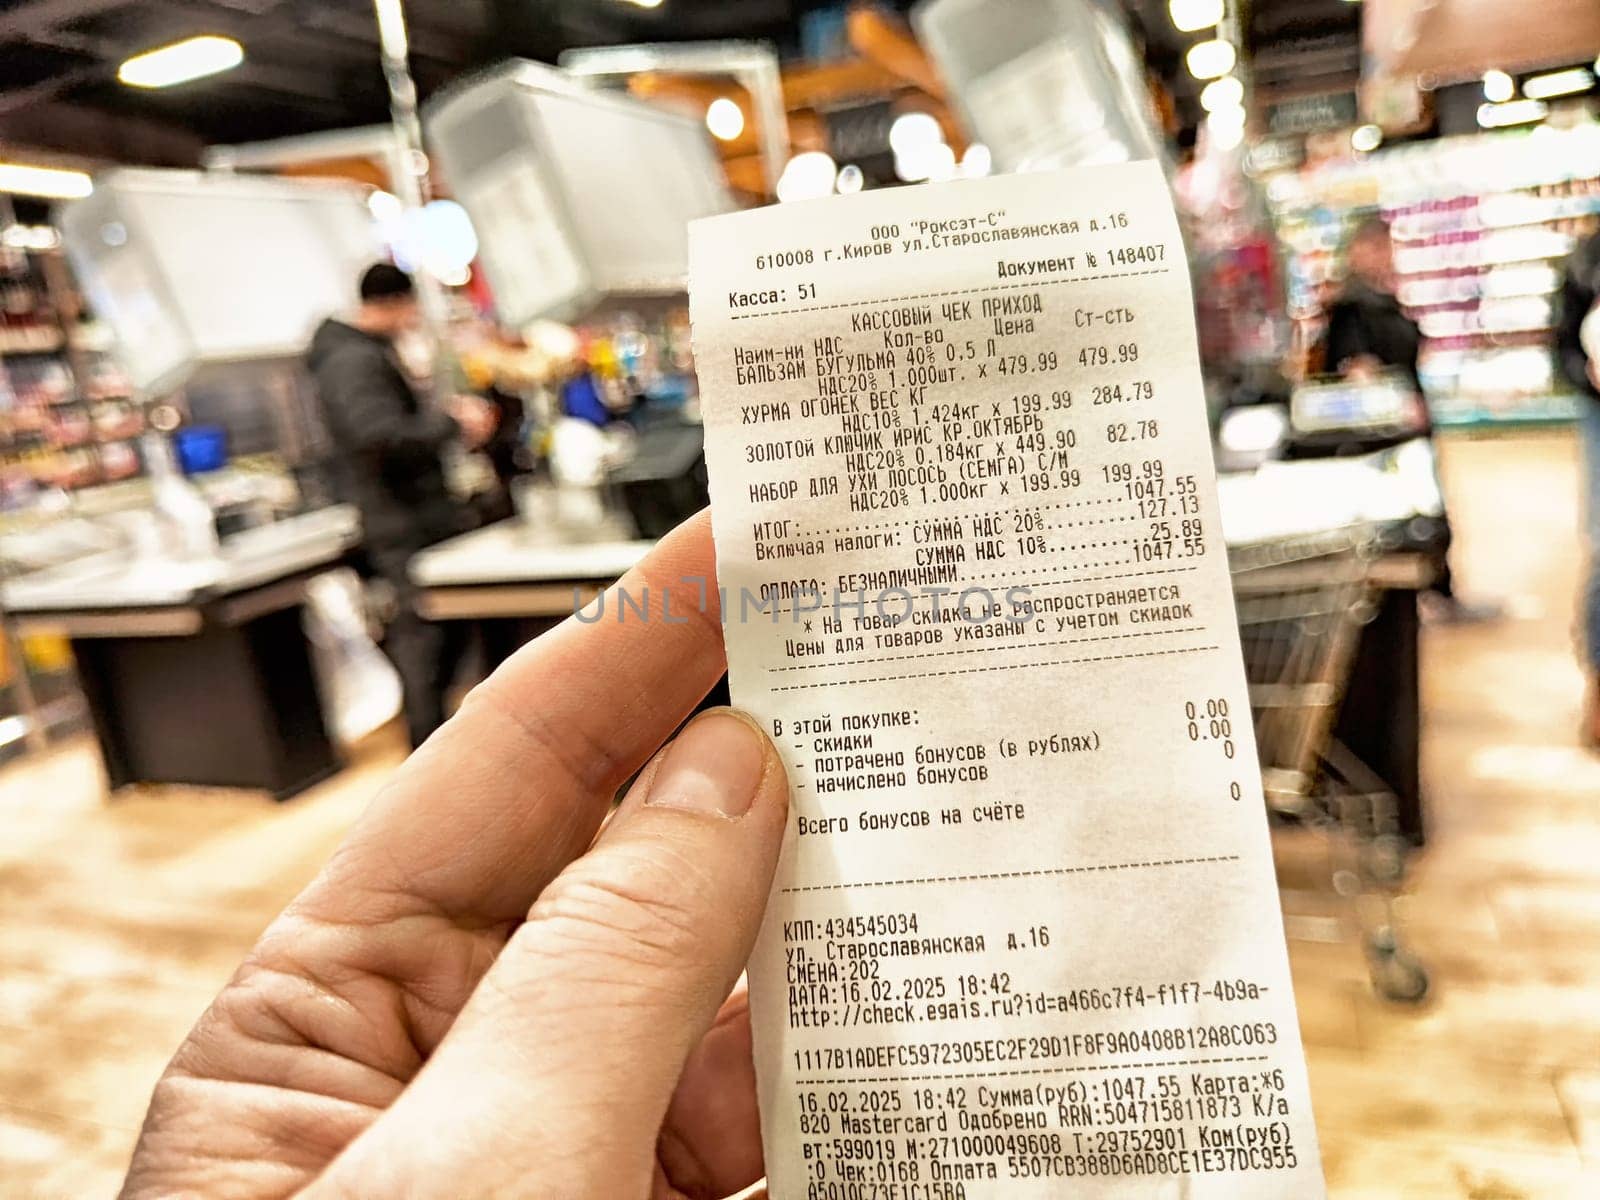 ООО "Роксэт-С"
610008 г.Киров ул.Старославянская д.16
Документ № 148407
Касса: 51
КАССОВЫЙ ЧЕК ПРИХОД
Наим-ни НДС Кол-во Цена Ст-сть
БАЛЬЗАМ БУГУЛЬМА 40% 0,5 Л
НДС20% 1.000шт. х 479.99 479.99
ХУРМА ОГОНЕК ВЕС КГ
НДС10% 1.424кг х 199.99 284.79
ЗОЛОТОЙ КЛЮЧИК ИРИС КР.ОКТЯБРЬ
НДС20% 0.184кг х 449.90 82.78
НАБОР ДЛЯ УХИ ЛОСОСЬ (СЕМГА) С/М
НДС20% 1.000кг х 199.99 199.99
ИТОГ:..............................1047.55
Включая налоги: СУММА НДС 20%.........127.13
СУММА НДС 10%..........25.89
ОПЛАТА: БЕЗНАЛИЧНЫМИ................1047.55
* На товар скидка не распространяется
Цены для товаров указаны с учетом скидок
UNLIMPHOTOS
В этой покупке:
- скидки 0.00
- потрачено бонусов (в рублях) 0.00
- начислено бонусов 0
Всего бонусов на счёте 0
КПП:434545034
ул. Старославянская д.16
СМЕНА:202
ДАТА:16.02.2025 18:42
http://check.egais.ru?id=a466c7f4-f1f7-4b9a-
1117B1ADEFC5972305EC2F29D1F8F9A0408B12A8C063
16.02.2025 18:42 Сумма(руб):1047.55 Карта:*6
820 Mastercard Одобрено RRN:504715811873 К/а
вт:599019 М:271000049608 Т:29752901 Ком(руб)
:0 Чек:0168 Оплата 5507CB388D6AD8CE1E37DC955
A5010C73F1C15BA